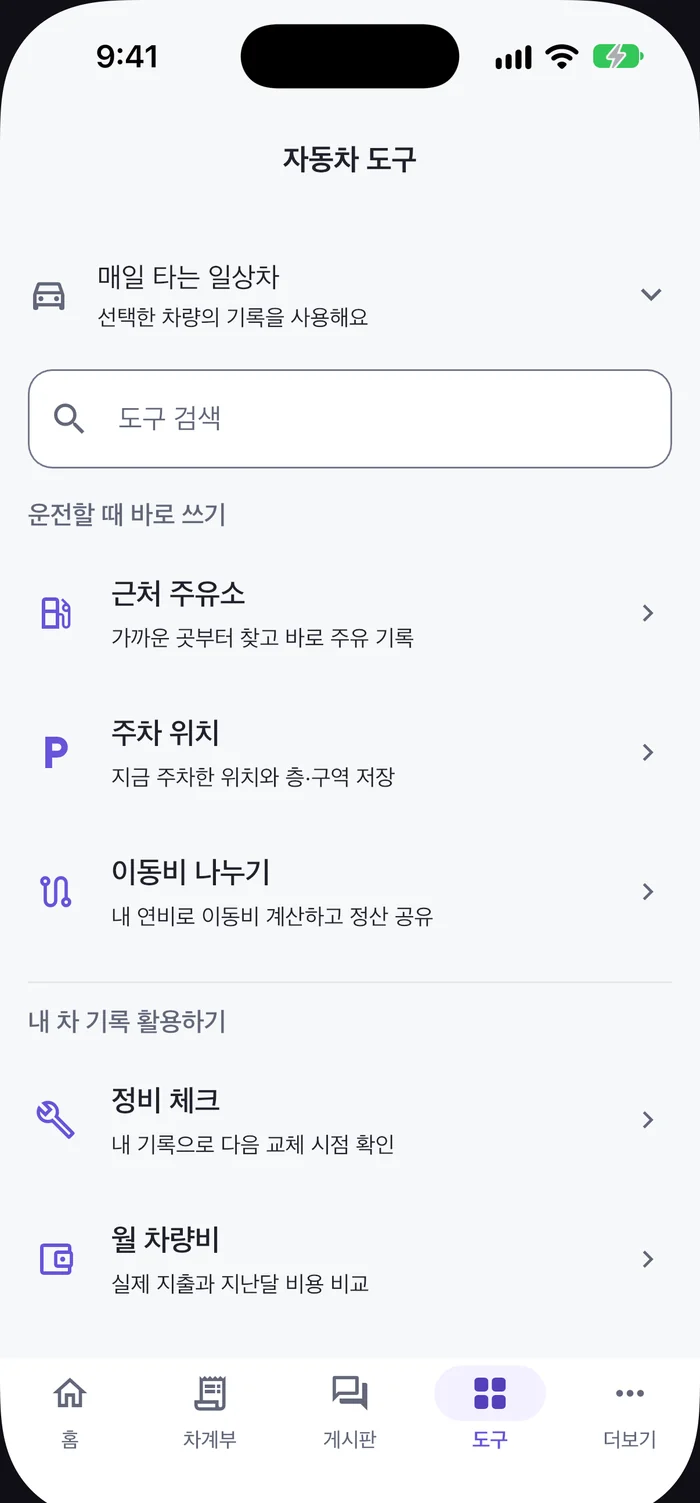 9:41
자동차 도구
매일 타는 일상차
선택한 차량의 기록을 사용해요
도구 검색
운전할 때 바로 쓰기
근처 주유소
가까운 곳부터 찾고 바로 주유 기록
P
주차 위치
지금 주차한 위치와 층·구역 저장
이동비 나누기
내 연비로 이동비 계산하고 정산 공유
내 차 기록 활용하기
정비 체크
내 기록으로 다음 교체 시점 확인
월 차량비
실제 지출과 지난달 비용 비교
홈
차계부
게시판
도구
더보기